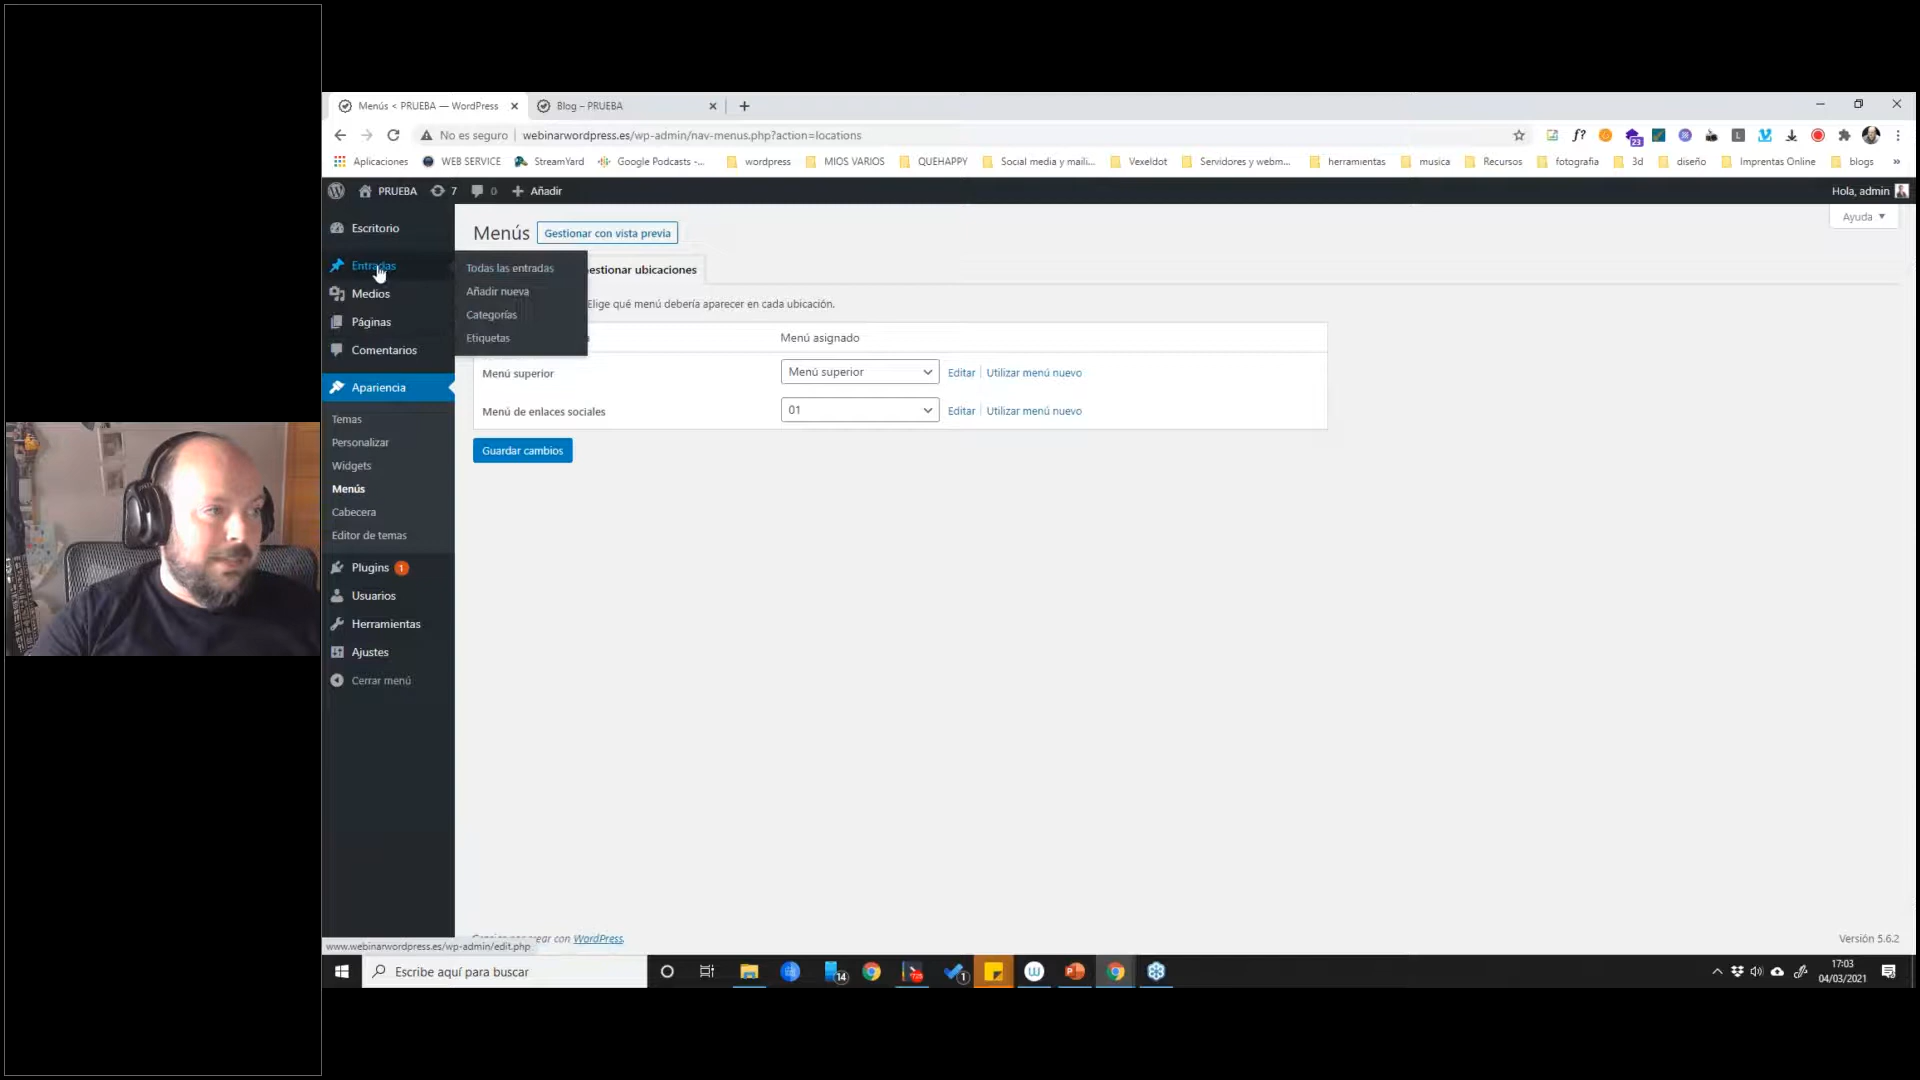 Menús < PRUEBA — WordPress
Blog – PRUEBA
No es seguro
webinarwordpress.es/wp-admin/nav-menus.php?action=locations
23
Aplicaciones
WEB SERVICE
StreamYard
Google Podcasts -...
wordpress
MIOS VARIOS
QUEHAPPY
Social media y maili...
Vexeldot
Servidores y webm...
herramientas
musica
Recursos
fotografia
3d
diseño
Imprentas Online
blogs
»
PRUEBA
7
0
Añadir
Hola, admin
Ayuda
Escritorio
Entradas
Medios
Páginas
Comentarios
Apariencia
Temas
Personalizar
Widgets
Menús
Cabecera
Editor de temas
Plugins 1
Usuarios
Herramientas
Ajustes
Cerrar menú
Todas las entradas
Añadir nueva
Categorías
Etiquetas
Menús
Gestionar con vista previa
estionar ubicaciones
Elige qué menú debería aparecer en cada ubicación.
Menú asignado
Menú superior
Menú superior
Editar
Utilizar menú nuevo
Menú de enlaces sociales
01
Editar
Utilizar menú nuevo
Guardar cambios
crear con WordPress.
Versión 5.6.2
www.webinarwordpress.es/wp-admin/edit.php
Escribe aquí para buscar
14
1
17:03
04/03/2021